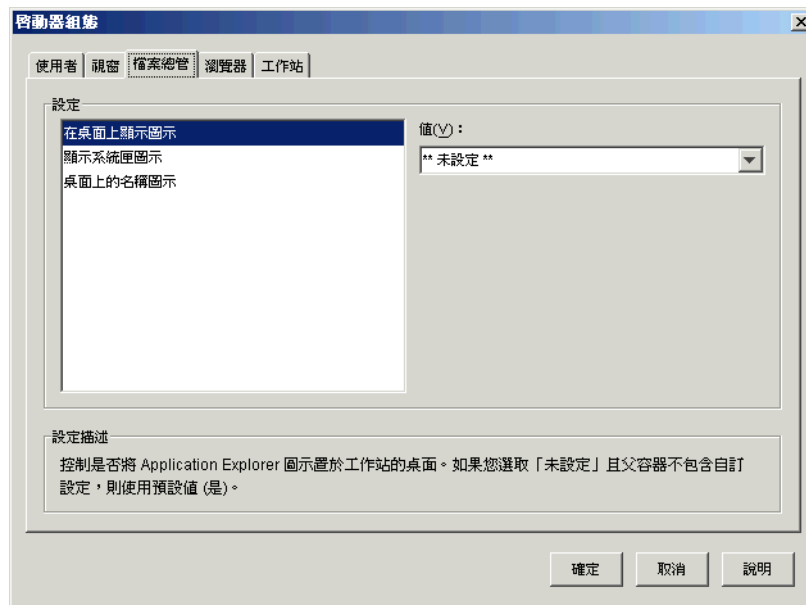 啓動器組態
使用者 視窗 檔案總管 瀏覽器 工作站
設定
在桌面上顯示圖示
顯示系統匣圖示
桌面上的名稱圖示
值(V)：
** 未設定 **
設定描述
控制是否將 Application Explorer 圖示置於工作站的桌面。如果您選取「未設定」且父容器不包含自訂
設定，則使用預設值 (是)。
確定 取消 說明